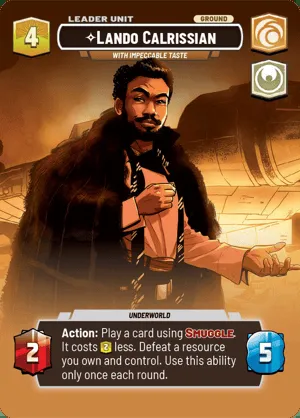 LEADER UNIT
GROUND
4
LANDO CALRISSIAN
WITH IMPECCABLE TASTE
UNDERWORLD
Action: Play a card using SMUGGLE.
It costs 2 less. Defeat a resource
you own and control. Use this ability
only once each round.
2
5